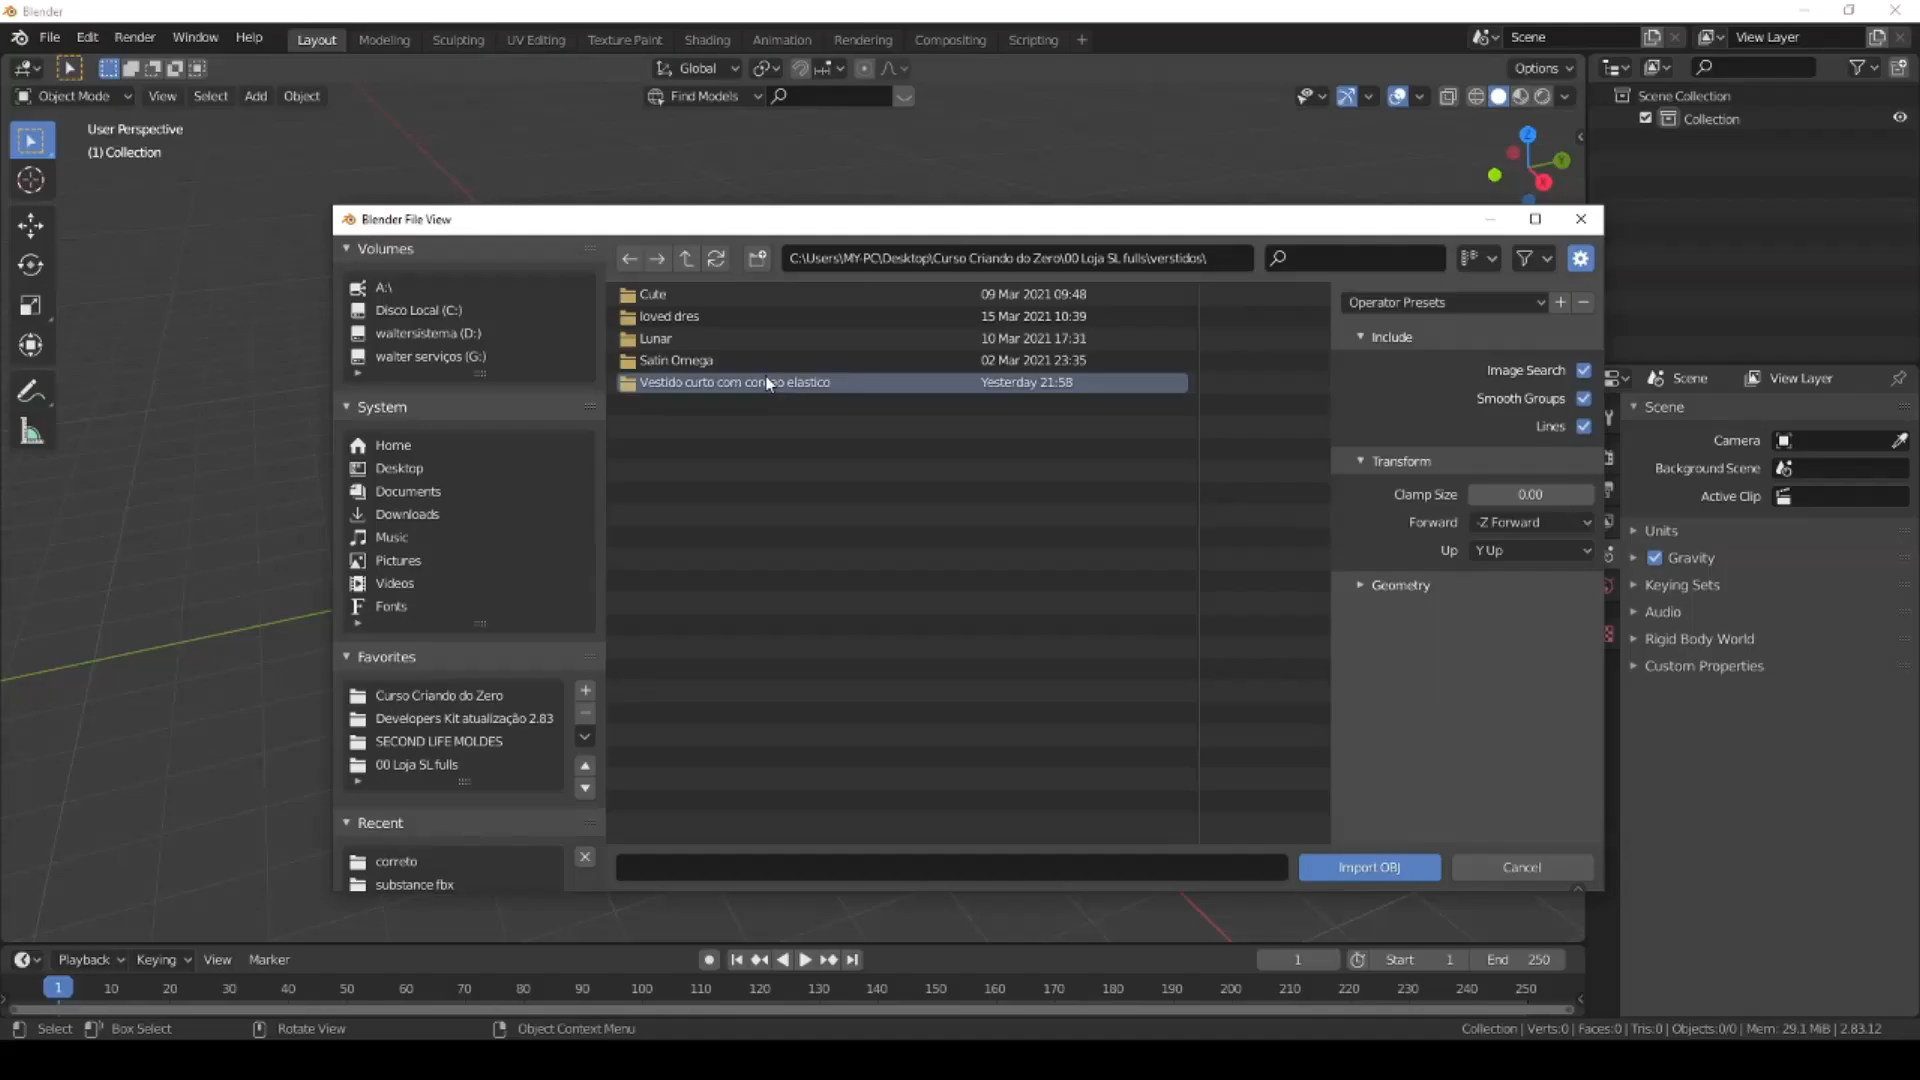 Blender
File Edit Render Window Help Layout Modeling Sculpting UV Editing Texture Paint Shading Animation Rendering Compositing Scripting + Scene View Layer
Global Options
Object Mode View Select Add Object Find Models Scene Collection
Collection
User Perspective
(1) Collection
Z
Y
X
Blender File View
Volumes
A:\
Disco Local (C:)
waltersistema (D:)
walter serviços (G:)
System
Home
Desktop
Documents
Downloads
Music
Pictures
Videos
Fonts
Favorites
Curso Criando do Zero
Developers Kit atualização 2.83
SECOND LIFE MOLDES
00 Loja SL fulls
Recent
correto
substance fbx
C:\Users\MY-PC\Desktop\Curso Criando do Zero\00 Loja SL fulls\verstidos\
Cute 09 Mar 2021 09:48
loved dres 15 Mar 2021 10:39
Lunar 10 Mar 2021 17:31
Satin Omega 02 Mar 2021 23:35
Vestido curto com elastico Yesterday 21:58
Operator Presets
Include
Image Search
Smooth Groups
Lines
Transform
Clamp Size 0.00
Forward -Z Forward
Up Y Up
Geometry
Import OBJ Cancel
Scene View Layer
Scene
Camera
Background Scene
Active Clip
Units
Gravity
Keying Sets
Audio
Rigid Body World
Custom Properties
Playback Keying View Marker 1 Start 1 End 250
1 10 20 30 40 50 60 70 80 90 100 110 120 130 140 150 160 170 180 190 200 210 220 230 240 250
Select Box Select Rotate View Object Context Menu Collection | Verts:0 | Faces:0 | Tris:0 | Objects:0/0 | Mem: 29.1 MiB | 2.83.12